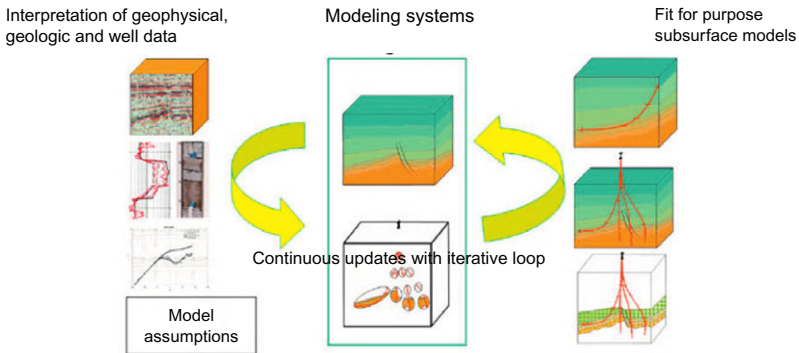 Interpretation of geophysical,
geologic and well data
Modeling systems
Fit for purpose
subsurface models
Continuous updates with iterative loop
Model
assumptions